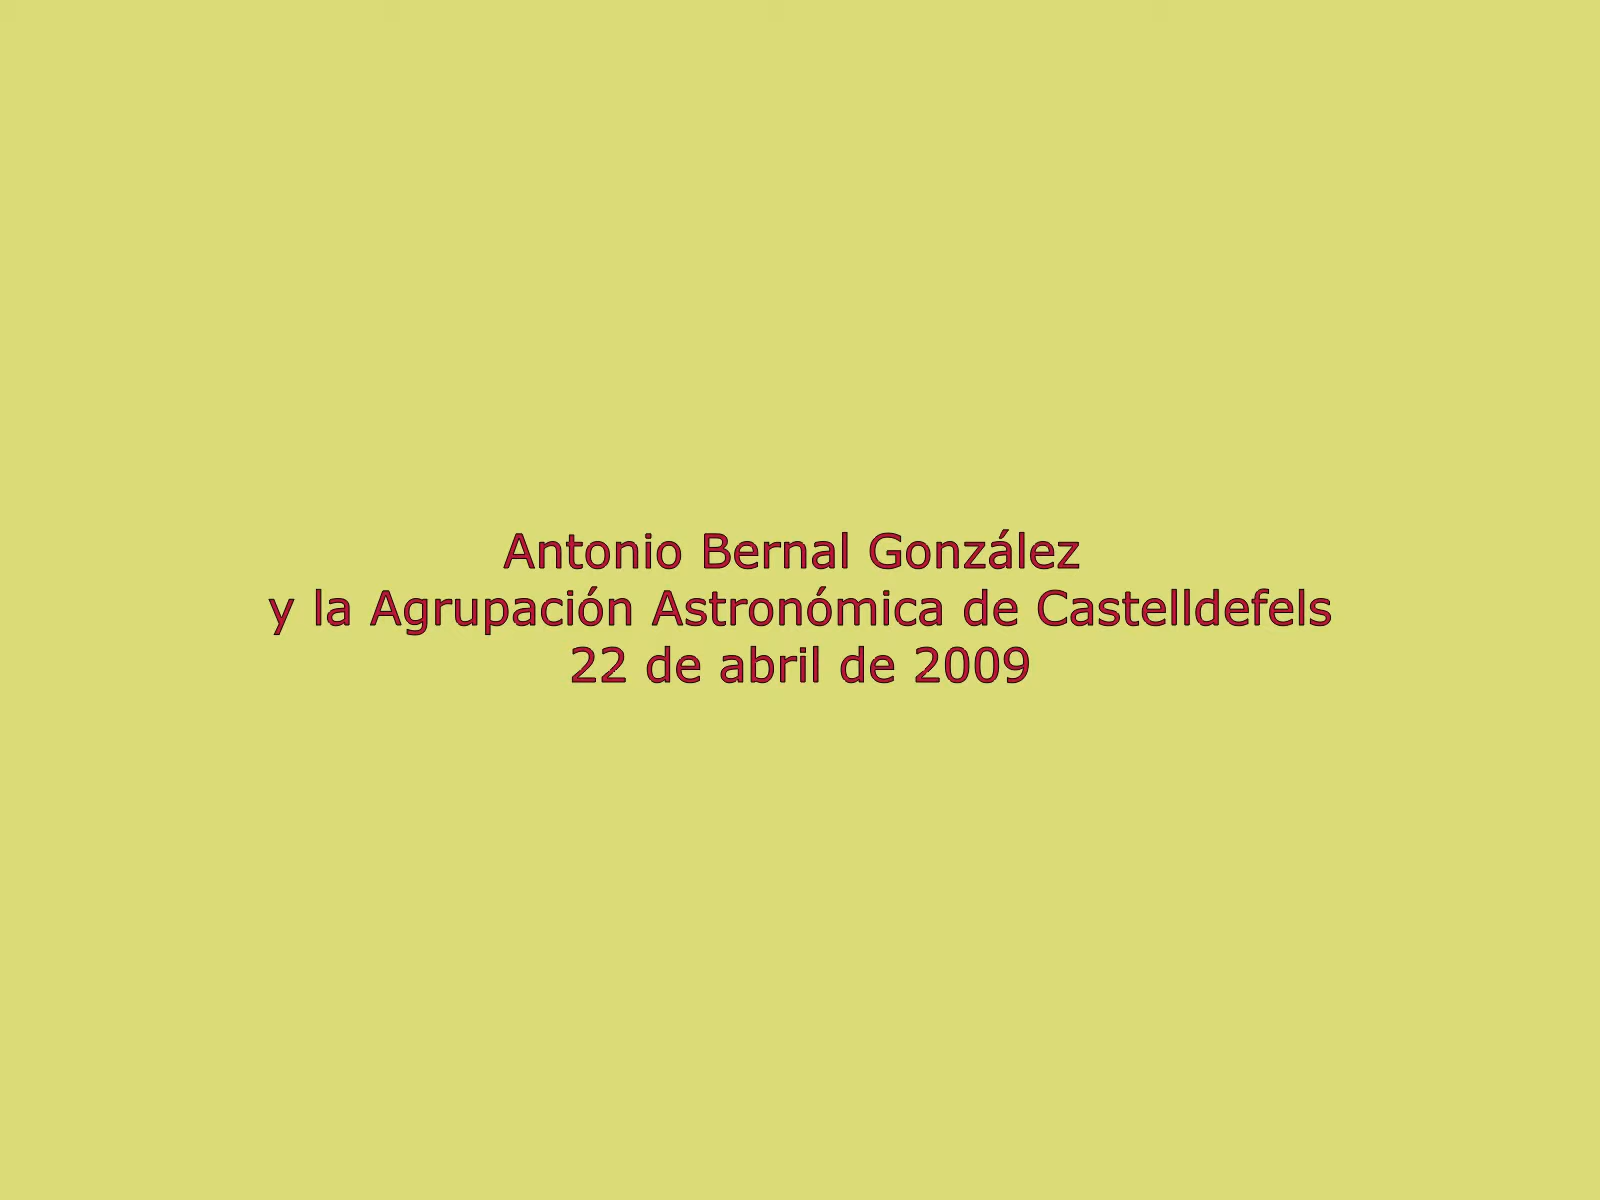 Antonio Bernal González
y la Agrupación Astronómica de Castelldefels
22 de abril de 2009